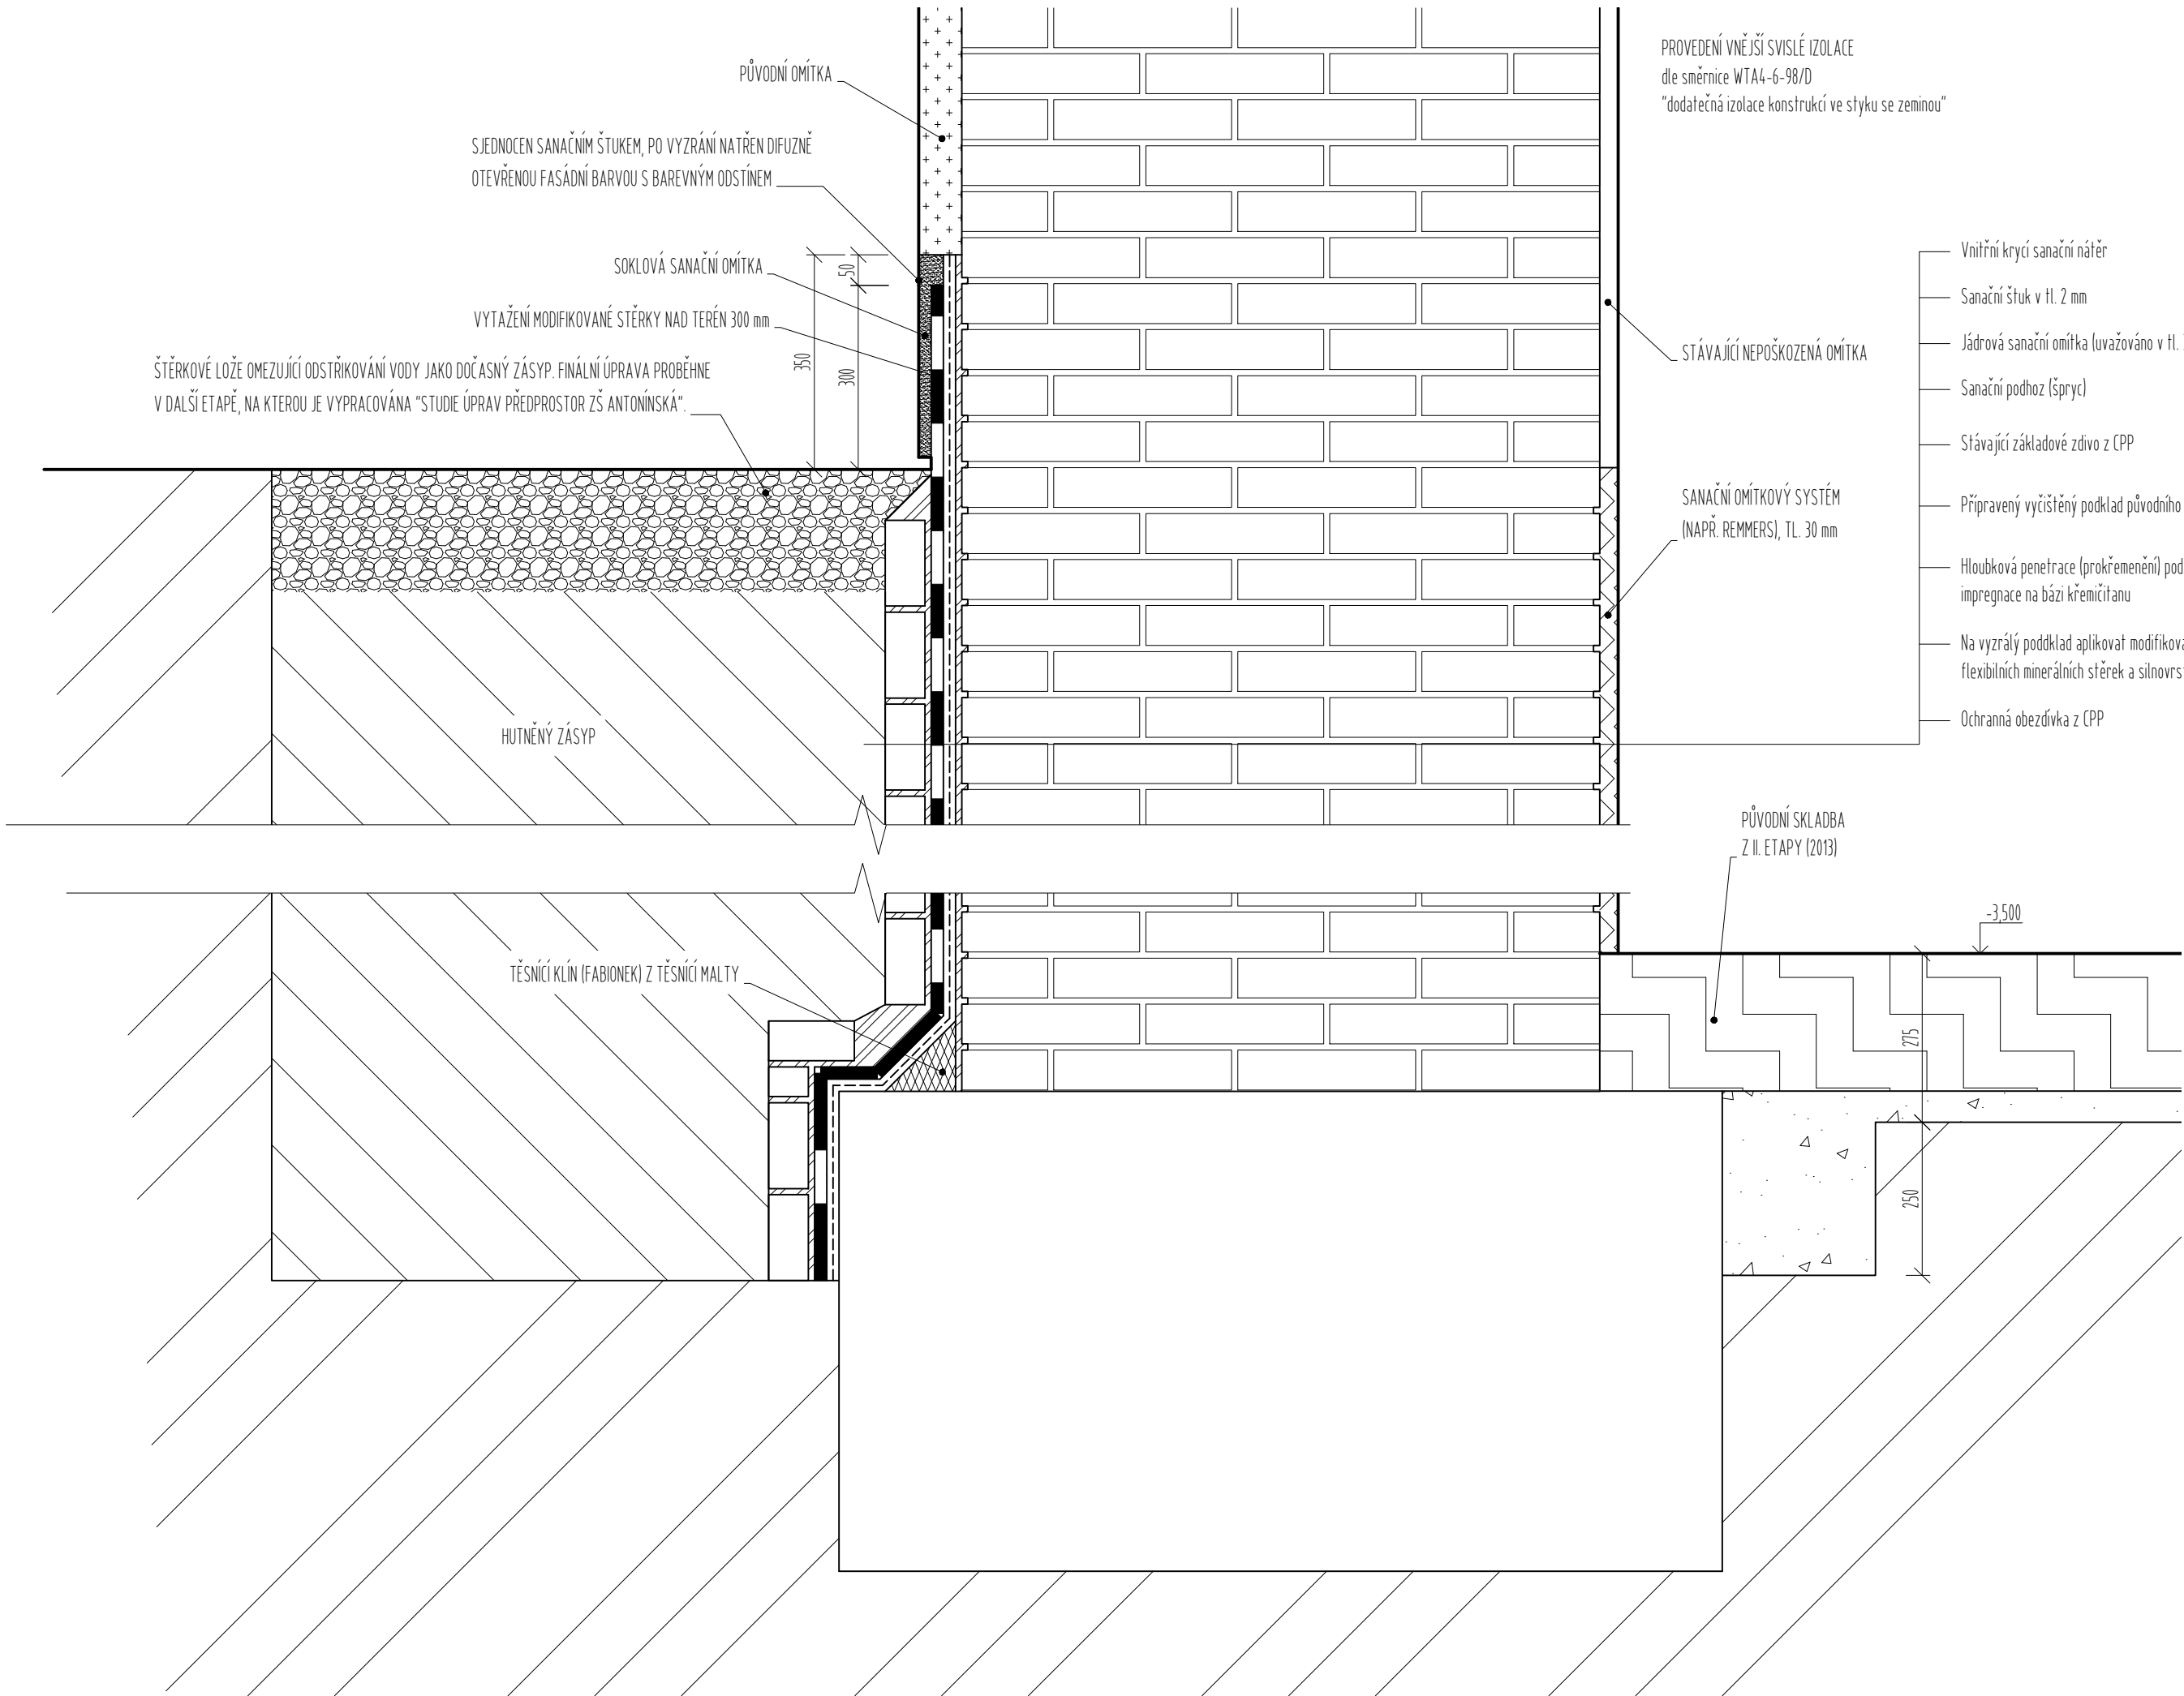 PŮVODNÍ OMÍTKA
SJEDNOCEN SANAČNÍM ŠTUKEM, PO VYZRÁNÍ NATŘEN DIFUZNĚ
OTEVŘENOU FASÁDNÍ BARVOU S BAREVNÝM ODSTÍNEM
SOKLOVÁ SANAČNÍ OMÍTKA
VYTAŽENÍ MODIFIKOVANÉ STĚRKY NAD TERÉN 300 mm
ŠTĚRKOVÉ LOŽE OMEZUJÍCÍ ODSTŘIKOVÁNÍ VODY JAKO DOČASNÝ ZÁSYP. FINÁLNÍ ÚPRAVA PROBĚHNE
V DALŠÍ ETAPĚ, NA KTEROU JE VYPRACOVÁNA "STUDIE ÚPRAV PŘEDPROSTOR ZŠ ANTONÍNSKÁ".
350
50
300
HUTNĚNÝ ZÁSYP
TĚSNÍCÍ KLÍN (FABIONEK) Z TĚSNÍCÍ MALTY
PROVEDENÍ VNĚJŠÍ SVISLÉ IZOLACE
dle směrnice WTA4-6-98/D
"dodatečná izolace konstrukcí ve styku se zeminou"
STÁVAJÍCÍ NEPOŠKOZENÁ OMÍTKA
SANAČNÍ OMÍTKOVÝ SYSTÉM
(NAPŘ. REMMERS), TL. 30 mm
Vnitřní krycí sanační nátěr
Sanační štuk v tl. 2 mm
Jádrová sanační omítka (uvažováno v tl.
Sanační podhoz (špryc)
Stávající základové zdivo z CPP
Přípravený vyčištěný podklad původního
Hloubková penetrace (prokřemenění) pod
impregnace na bázi křemičitanu
Na vyzrálý poddklad aplikovat modifikova
flexibilních minerálních stěrek a silnovrs
Ochranná obezdívka z CPP
PŮVODNÍ SKLADBA
Z II. ETAPY (2013)
-3,500
275
250